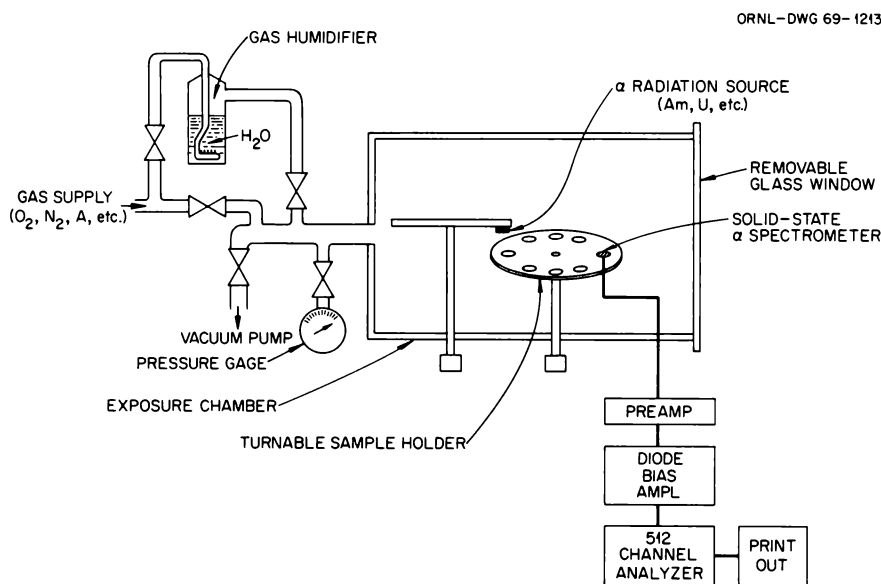 ORNL-DWG 69-1213
GAS HUMIDIFIER
α RADIATION SOURCE
(Am, U, etc.)
H2O
REMOVABLE
GLASS WINDOW
GAS SUPPLY
(O2, N2, A, etc.)
SOLID-STATE
α SPECTROMETER
VACUUM PUMP
PRESSURE GAGE
EXPOSURE CHAMBER
TURNABLE SAMPLE HOLDER
PREAMP
DIODE
BIAS
AMPL
512
CHANNEL
ANALYZER
PRINT
OUT